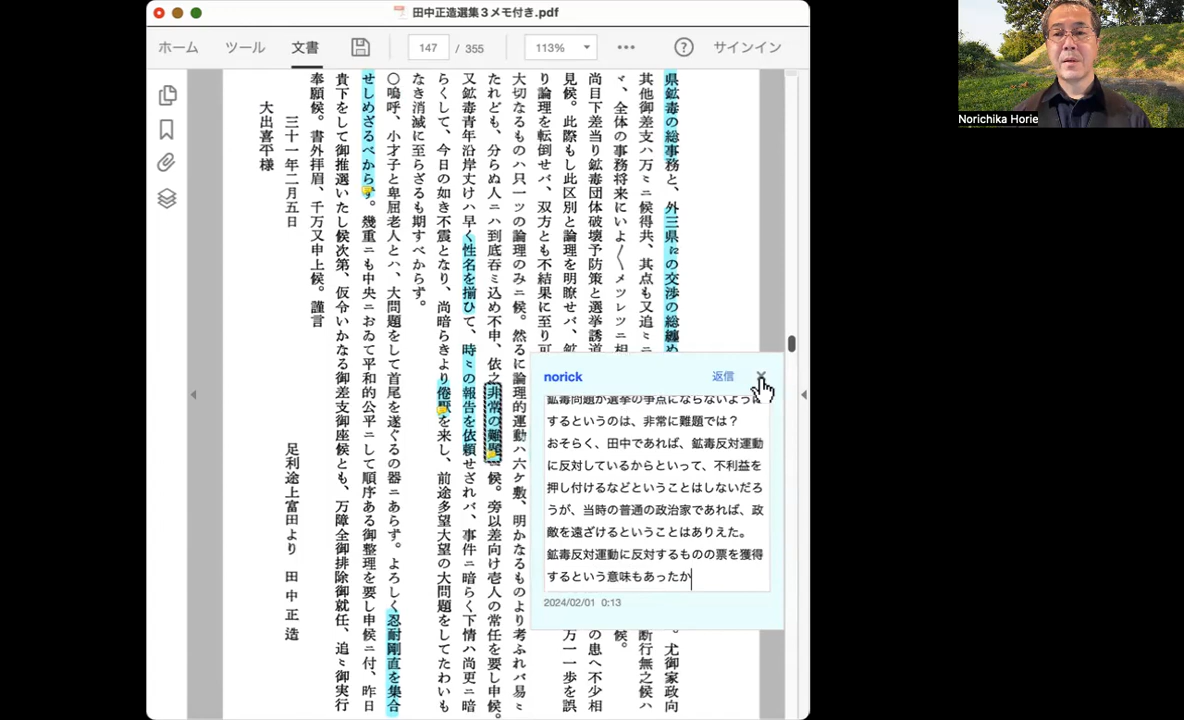 田中正造選集3メモ付き.pdf
ホーム
ツール
文書
147
/ 355
113%
サインイン
県鉱毒の総事務と、外三県ニの交渉の総纏め
其他御差支ハ万々ニ候得共、其点も又追々ニ
々、全体の事務将来にいよ〱メツレツニ相
尚目下差当り鉱毒団体破壊予防策と選挙誘道
見候。此際もし此区別と論理を明瞭せバ、鉱
り論理を転倒せバ、双方とも不結果に至り可
大切なるものハ只一ツの論理のみニ候。然るに論理的運動ハ六ケ敷、明かなるものより考ふれバ易々
たれども、分らぬ人ニハ到底呑ミ込め不申、依之非常の難題ニ候。旁以差向け壱人の常任を要し申候。
又鉱毒青年沿岸丈け八早く性名を揃ひて、時々の報告を依頼せされバ、事件ニ暗らく下情ハ尚更ニ暗
らくして、今日の如き不震となり、尚暗らきより倦厭を来し、前途多望大望の大問題をしてたわいも
なき消滅に至らざるも期すべからず。
〇嗚呼、小才子と卑屈老人とハ、大問題をして首尾を遂ぐるの器ニあらず。よろしく忍耐剛直を集合
せしめざるべからず。幾重ニも中央ニおゐて平和的公平ニして順序ある御整理を要し申候ニ付、昨日
貴下をして御推選いたし候次第、仮令いかなる御差支御座候とも、万障全御排除御就任、追々御実行
奉願候。書外拝眉、千万又申上候。謹言
三十一年二月五日
足利途上富田より 田中正造
大出喜平様
。尤御家政向
断行無之候ハ
候。
の患へ不少相
万一一歩を誤
norick
返信
鉱毒問題が選挙の争点にならないように
するというのは、非常に難題では？
おそらく、田中であれば、鉱毒反対運動
に反対しているからといって、不利益を
押し付けるなどということはしないだろ
うが、当時の普通の政治家であれば、政
敵を遠ざけるということはありえた。
鉱毒反対運動に反対するものの票を獲得
するという意味もあったか
2024/02/01 0:13
Norichika Horie